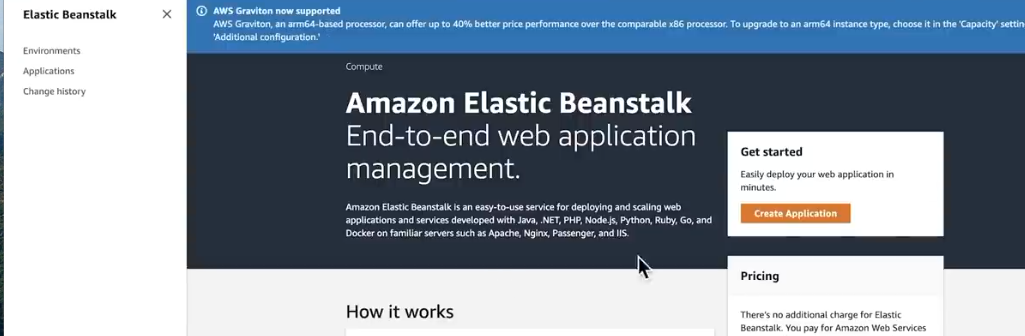 Elastic Beanstalk
Environments
Applications
Change history
AWS Graviton now supported
AWS Graviton, an arm64-based processor, can offer up to 40% better price performance over the comparable x86 processor. To upgrade to an arm64 instance type, choose it in the 'Capacity'
'Additional configuration.'
Compute
Amazon Elastic Beanstalk
End-to-end web application
management.
Amazon Elastic Beanstalk is an easy-to-use service for deploying and scaling web
applications and services developed with Java, .NET, PHP, Node.js, Python, Ruby, Go, and
Docker on familiar servers such as Apache, Nginx, Passenger, and IIS.
Get started
Easily deploy your web application in
minutes.
Create Application
Pricing
There's no additional charge for Elastic
Beanstalk. You pay for Amazon Web Services
How it works